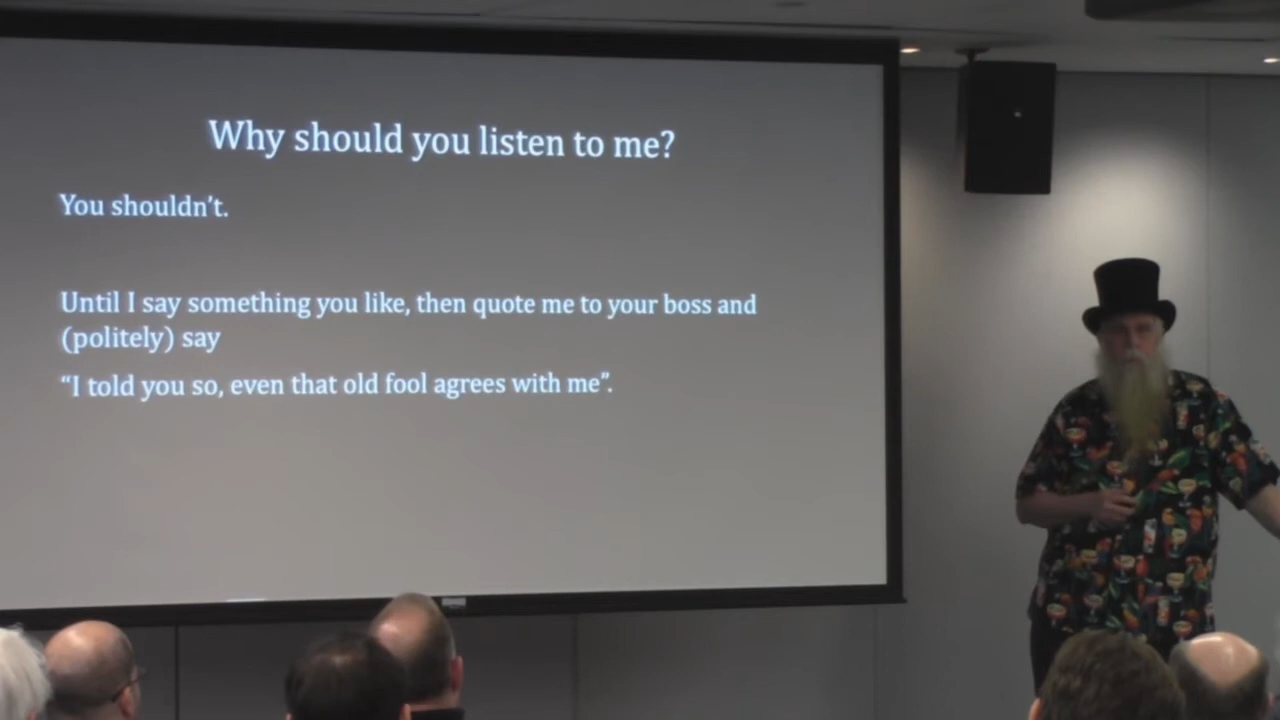 Why should you listen to me?
You shouldn't.
Until I say something you like, then quote me to your boss and
(politely) say
“I told you so, even that old fool agrees with me”.